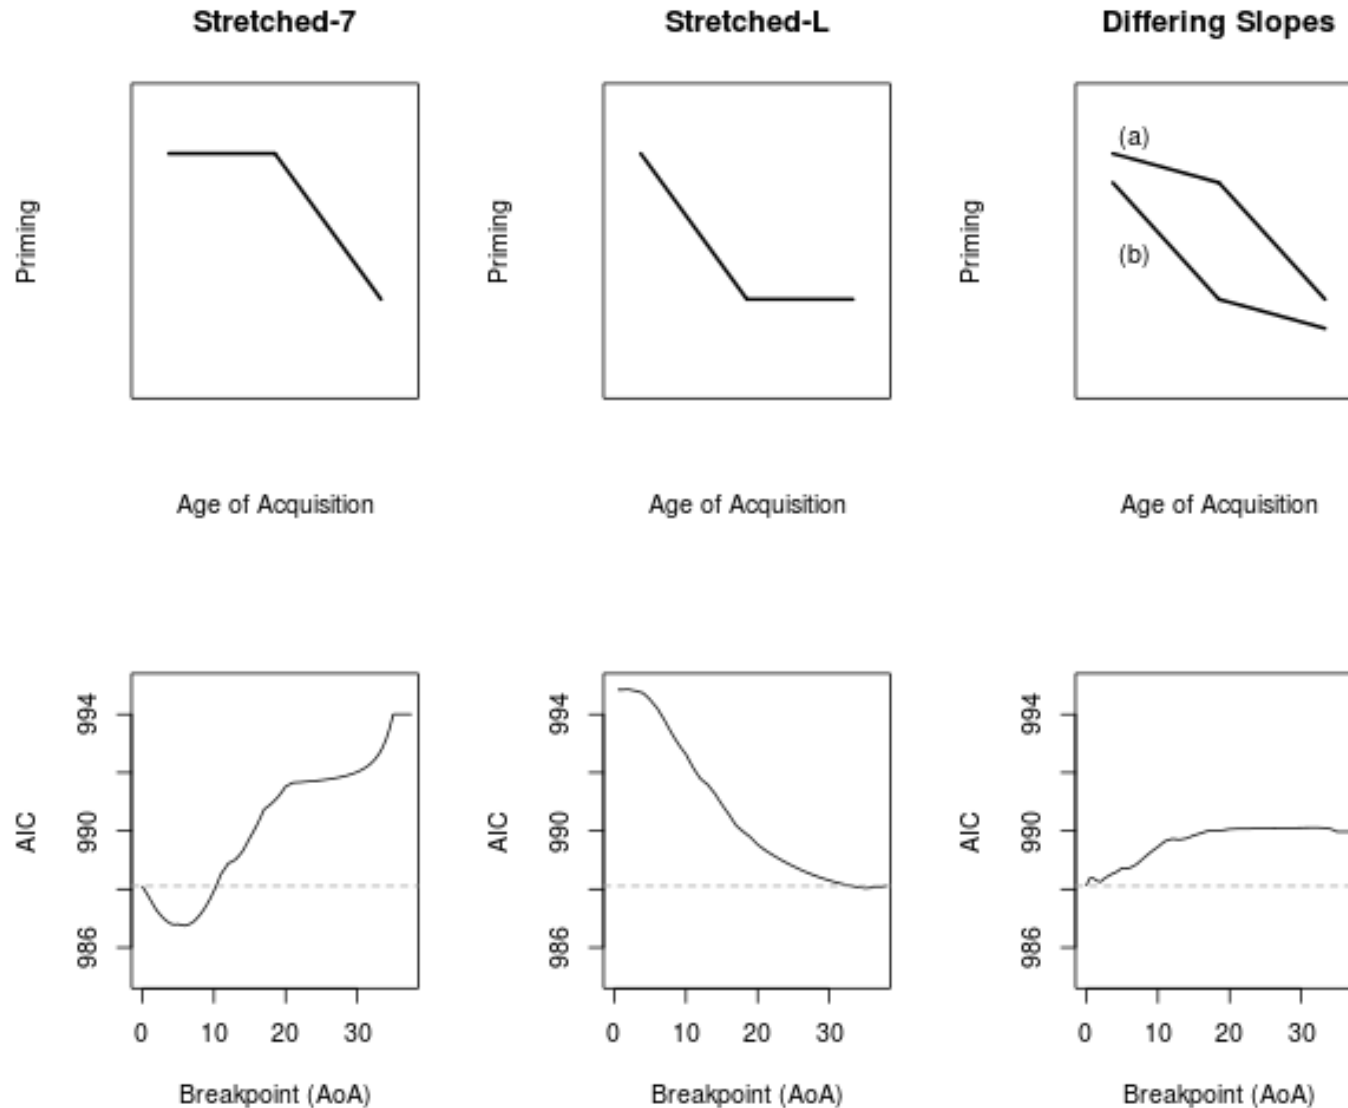 Stretched-7
Stretched-L
Differing Slopes
Priming
Priming
Priming
(a)
(b)
Age of Acquisition
Age of Acquisition
Age of Acquisition
AIC
994
990
986
0 10 20 30
Breakpoint (AoA)
AIC
994
990
986
0 10 20 30
Breakpoint (AoA)
AIC
994
990
986
0 10 20 30
Breakpoint (AoA)